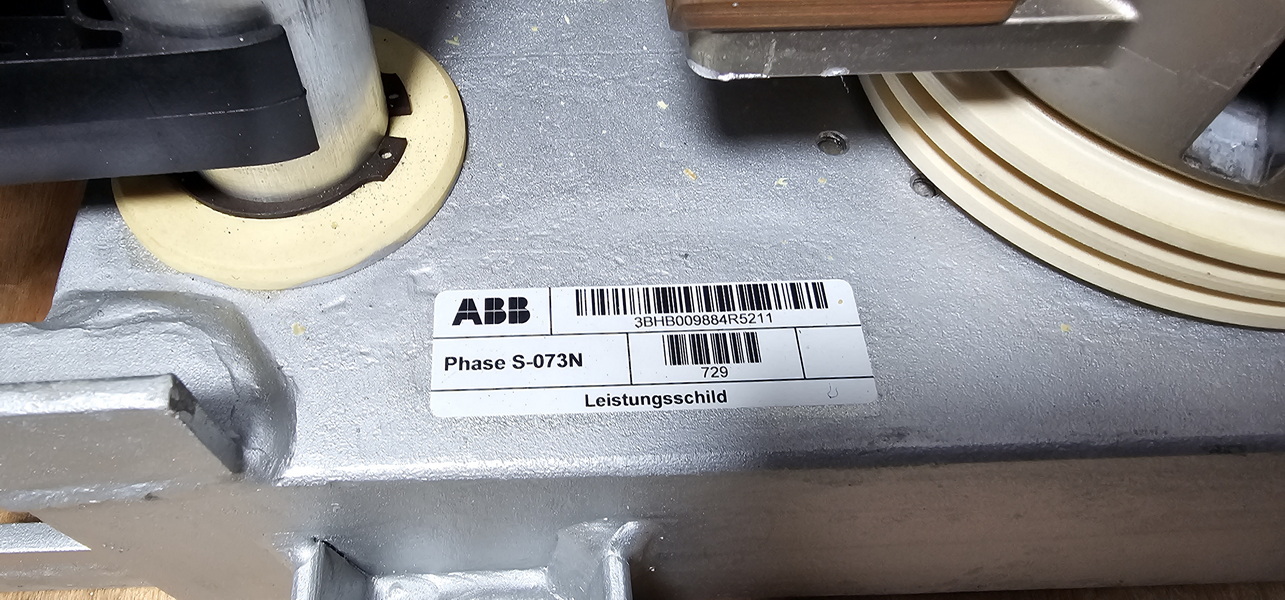 ABB
3BHB009884R5211
Phase S-073N
729
Leistungsschild